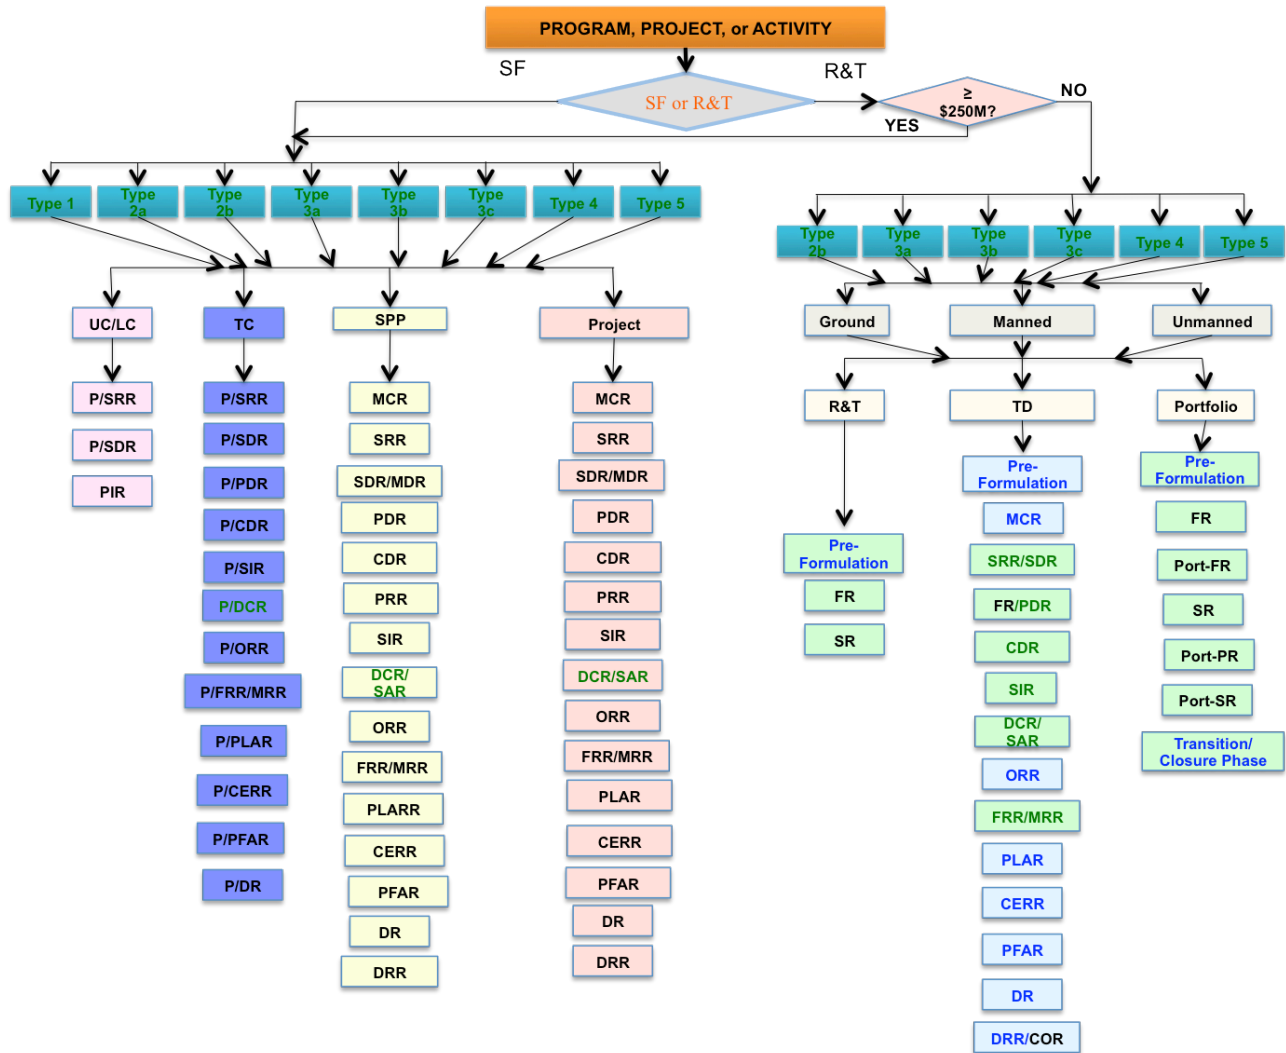 PROGRAM, PROJECT, or ACTIVITY
SF
R&T
SF or R&T
≥
$250M?
NO
YES
Type 1
Type
2a
Type
2b
Type
3a
Type
3b
Type
3c
Type 4
Type 5
Type
2b
Type
3a
Type
3b
Type
3c
Type 4
Type 5
UC/LC
TC
SPP
Project
Ground
Manned
Unmanned
R&T
TD
Portfolio
P/SRR
P/SDR
PIR
P/SRR
P/SDR
P/PDR
P/CDR
P/SIR
P/DCR
P/ORR
P/FRR/MRR
P/PLAR
P/CERR
P/PFAR
P/DR
MCR
SRR
SDR/MDR
PDR
CDR
PRR
SIR
DCR/
SAR
ORR
FRR/MRR
PLARR
CERR
PFAR
DR
DRR
MCR
SRR
SDR/MDR
PDR
CDR
PRR
SIR
DCR/SAR
ORR
FRR/MRR
PLAR
CERR
PFAR
DR
DRR
Pre-
Formulation
FR
SR
Pre-
Formulation
MCR
SRR/SDR
FR/PDR
CDR
SIR
DCR/
SAR
ORR
FRR/MRR
PLAR
CERR
PFAR
DR
DRR/COR
Pre-
Formulation
FR
Port-FR
SR
Port-PR
Port-SR
Transition/
Closure Phase